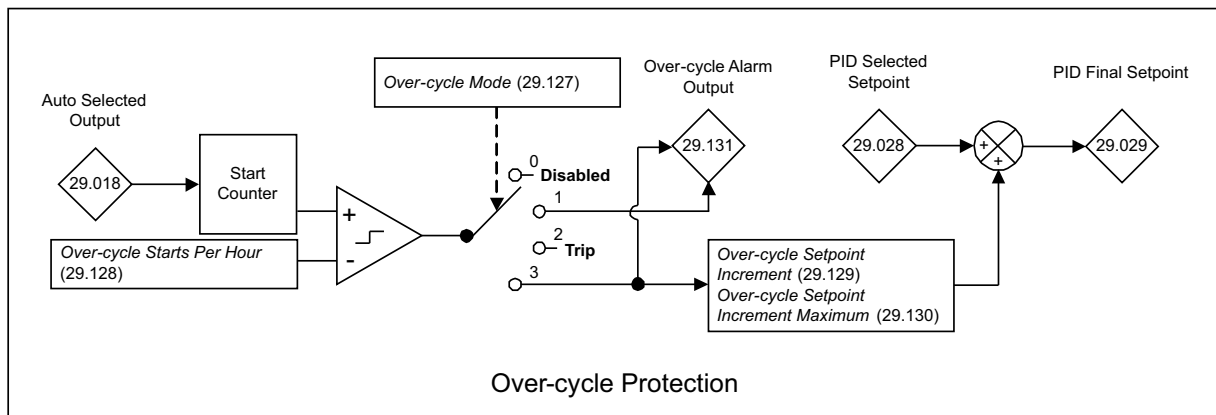 Auto Selected
Output
29.018
Start
Counter
Over-cycle Starts Per Hour
(29.128)
+
-
Over-cycle Mode (29.127)
0
Disabled
1
2
Trip
3
Over-cycle Alarm
Output
29.131
Over-cycle Setpoint
Increment (29.129)
Over-cycle Setpoint
Increment Maximum (29.130)
PID Selected
Setpoint
29.028
+
+
PID Final Setpoint
29.029
Over-cycle Protection